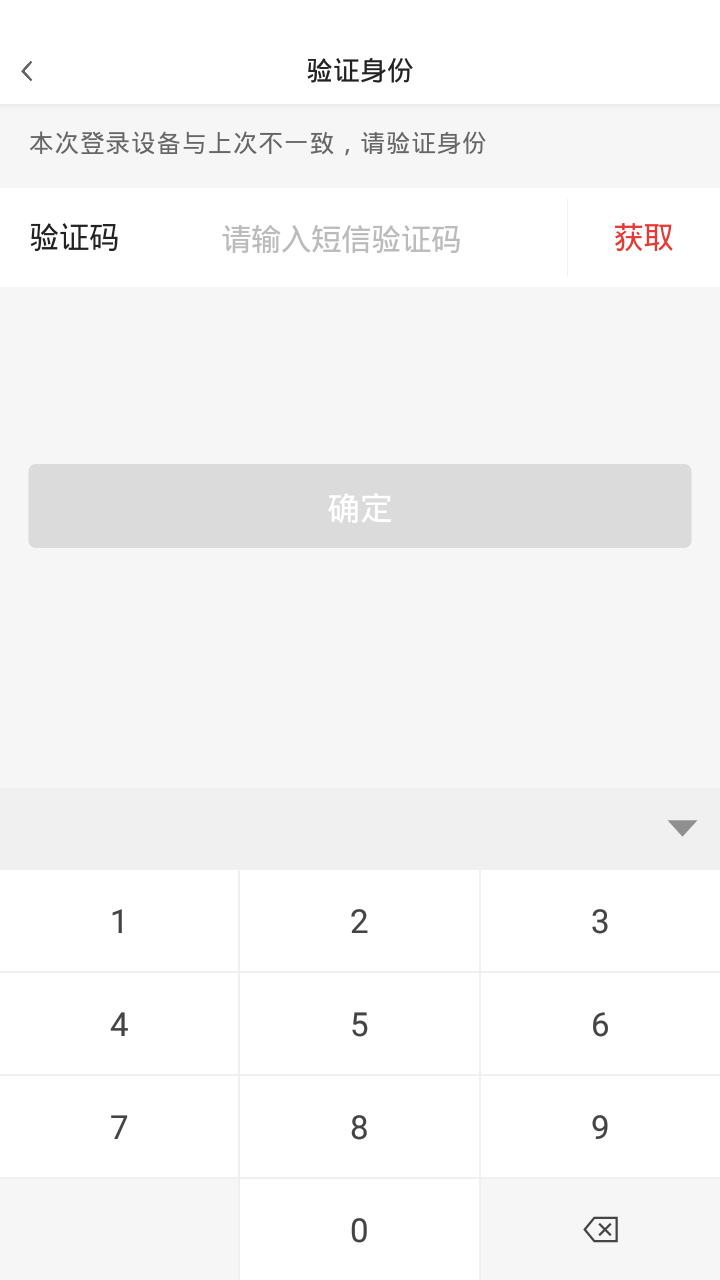 验证身份
本次登录设备与上次不一致，请验证身份
验证码 请输入短信验证码 获取
确定
1 2 3
4 5 6
7 8 9
0